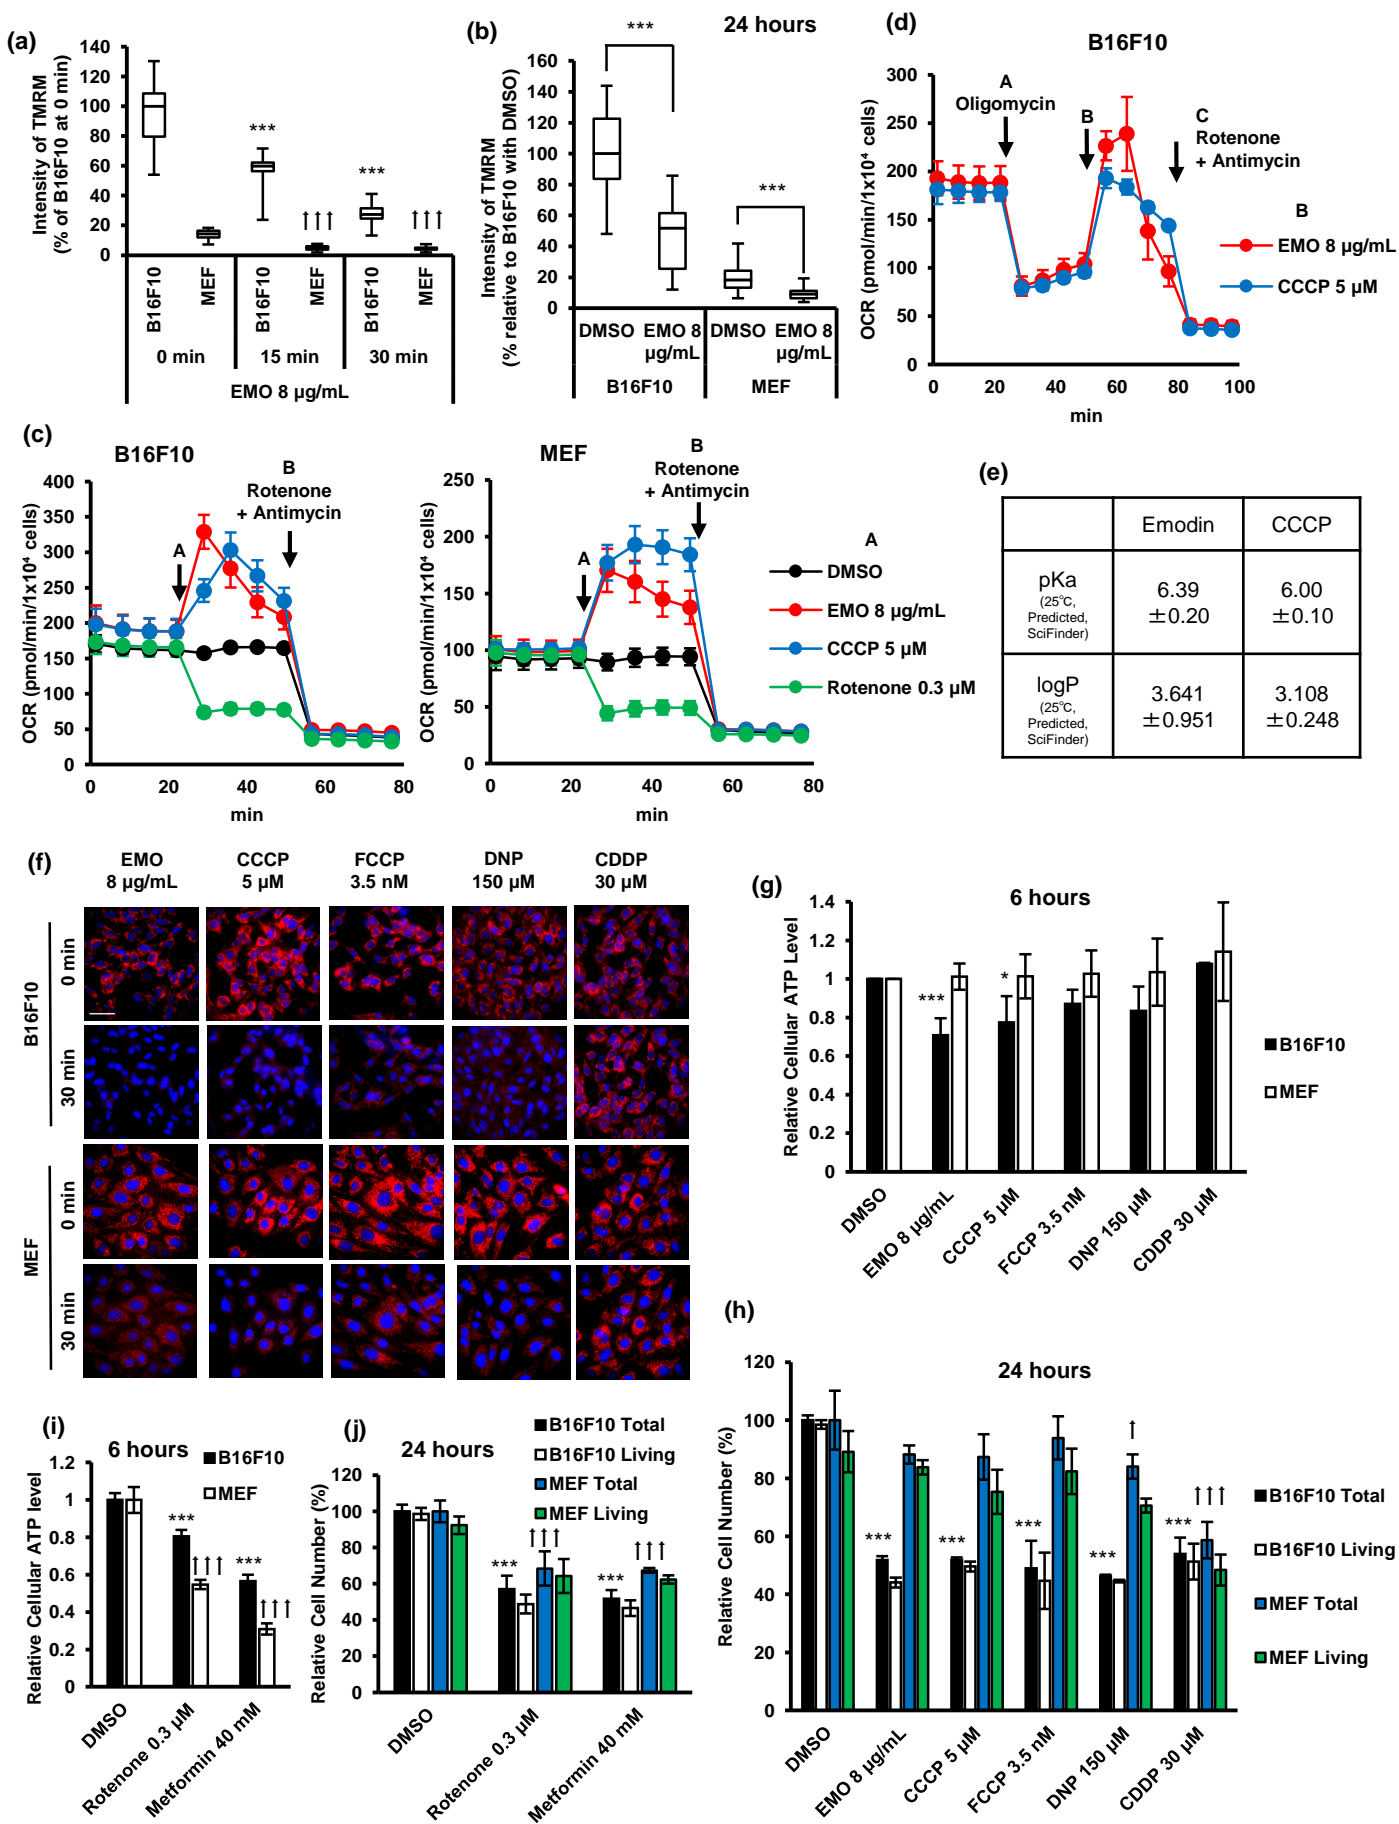 (a)
Intensity of TMRM
(% of B16F10 at 0 min)
140
120
100
80
60
40
20
0
***
***
†††
†††
B16F10
MEF
B16F10
MEF
B16F10
MEF
0 min
15 min
30 min
EMO 8 µg/mL
(b)
24 hours
Intensity of TMRM
(% relative to B16F10 with DMSO)
160
140
120
100
80
60
40
20
0
***
***
DMSO
EMO 8 µg/mL
DMSO
EMO 8 µg/mL
B16F10
MEF
(d)
B16F10
OCR (pmol/min/1x10⁴ cells)
300
250
200
150
100
50
0
A
Oligomycin
B
C
Rotenone
+ Antimycin
B
EMO 8 µg/mL
CCCP 5 µM
0 20 40 60 80 100
min
(c)
B16F10
OCR (pmol/min/1x10⁴ cells)
400
350
300
250
200
150
100
50
0
A
B
Rotenone
+ Antimycin
0 20 40 60 80
min
MEF
OCR (pmol/min/1x10⁴ cells)
250
200
150
100
50
0
A
B
Rotenone
+ Antimycin
0 20 40 60 80
min
A
DMSO
EMO 8 µg/mL
CCCP 5 µM
Rotenone 0.3 µM
(e)
Emodin CCCP
pKa
(25℃,
Predicted,
SciFinder)
6.39
±0.20
6.00
±0.10
logP
(25℃,
Predicted,
SciFinder)
3.641
±0.951
3.108
±0.248
(f)
EMO
8 µg/mL
CCCP
5 µM
FCCP
3.5 nM
DNP
150 µM
CDDP
30 µM
B16F10
0 min
30 min
MEF
0 min
30 min
(g)
6 hours
Relative Cellular ATP Level
1.4
1.2
1
0.8
0.6
0.4
0.2
0
***
*
B16F10
MEF
DMSO
EMO 8 µg/mL
CCCP 5 µM
FCCP 3.5 nM
DNP 150 µM
CDDP 30 µM
(h)
24 hours
Relative Cell Number (%)
120
100
80
60
40
20
0
***
***
***
***
†
***
†††
B16F10 Total
B16F10 Living
MEF Total
MEF Living
DMSO
EMO 8 µg/mL
CCCP 5 µM
FCCP 3.5 nM
DNP 150 µM
CDDP 30 µM
(i)
6 hours
Relative Cellular ATP level
1.2
1
0.8
0.6
0.4
0.2
0
B16F10
MEF
***
†††
***
†††
DMSO
Rotenone 0.3 µM
Metformin 40 mM
(j)
24 hours
Relative Cell Number (%)
120
100
80
60
40
20
0
B16F10 Total
B16F10 Living
MEF Total
MEF Living
***
†††
***
†††
DMSO
Rotenone 0.3 µM
Metformin 40 mM